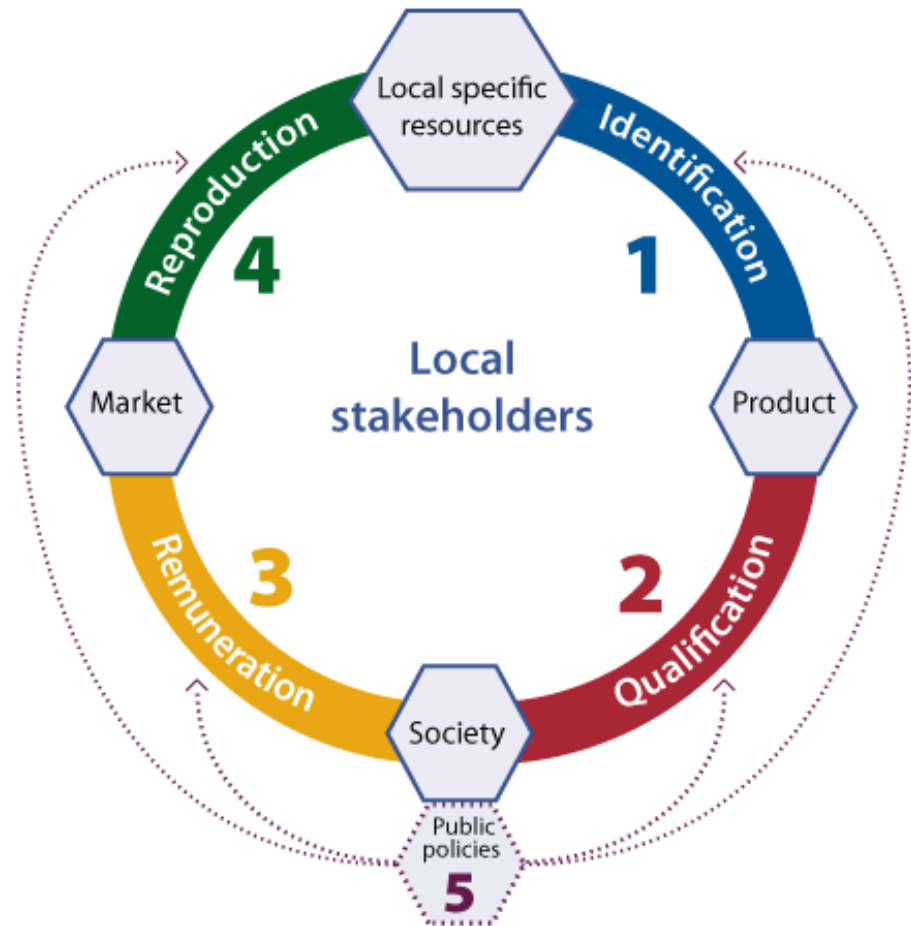 Local specific
resources
Identification
1
Product
Qualification
2
Society
Remuneration
3
Market
Reproduction
4
Local
stakeholders
Public
policies
5